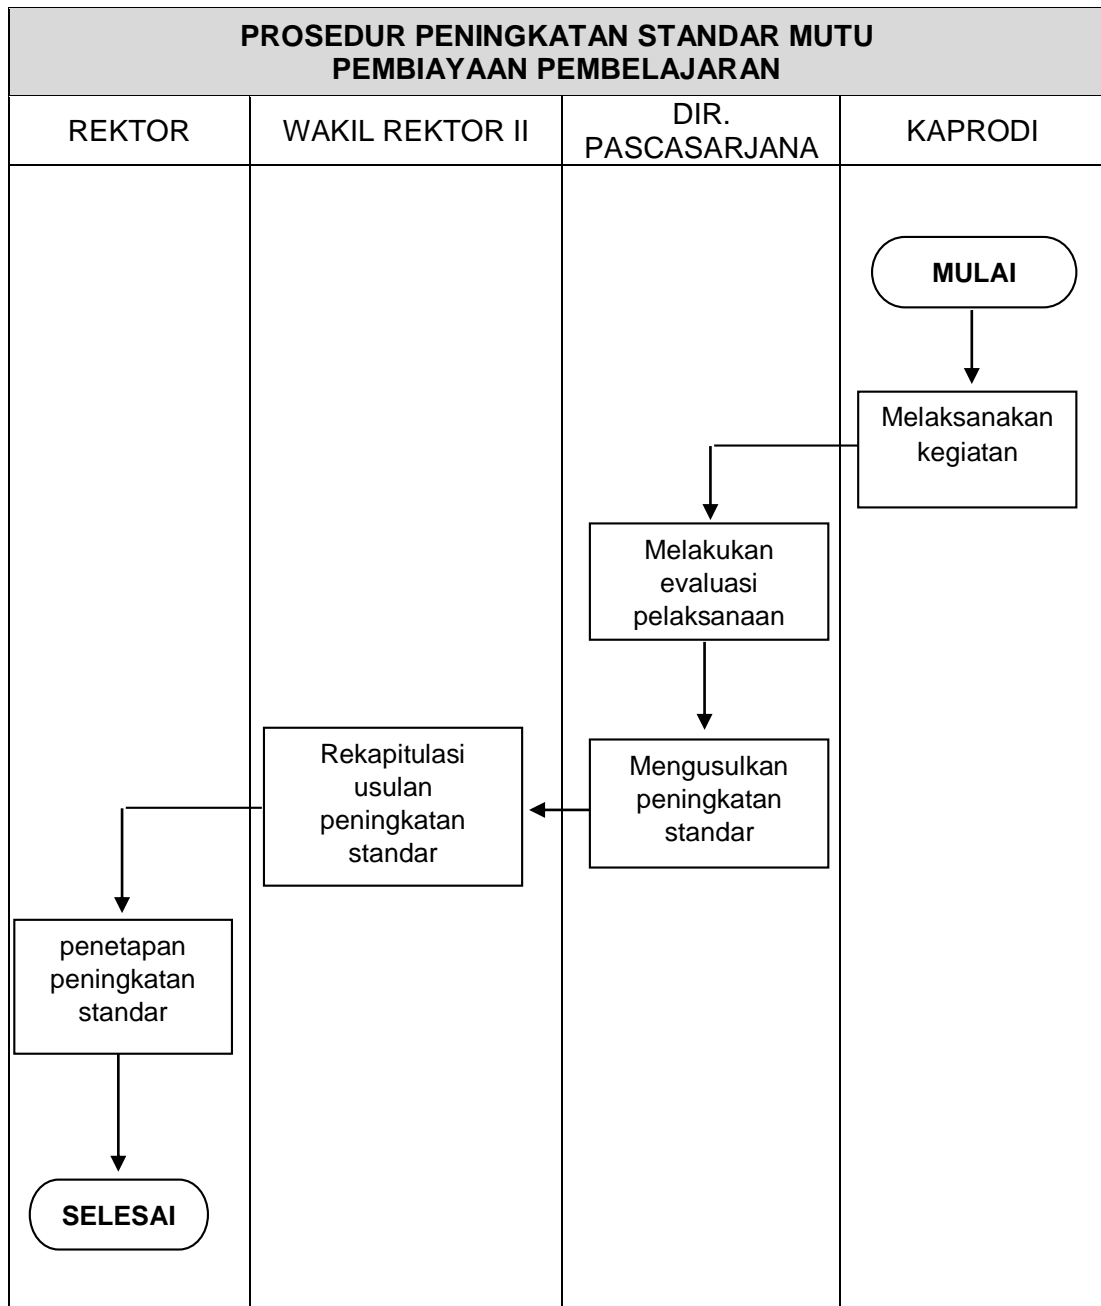 PROSEDUR PENINGKATAN STANDAR MUTU
PEMBIAYAAN PEMBELAJARAN
REKTOR
WAKIL REKTOR II
DIR.
PASCASARJANA
KAPRODI
MULAI
Melaksanakan
kegiatan
Melakukan
evaluasi
pelaksanaan
Mengusulkan
peningkatan
standar
Rekapitulasi
usulan
peningkatan
standar
penetapan
peningkatan
standar
SELESAI